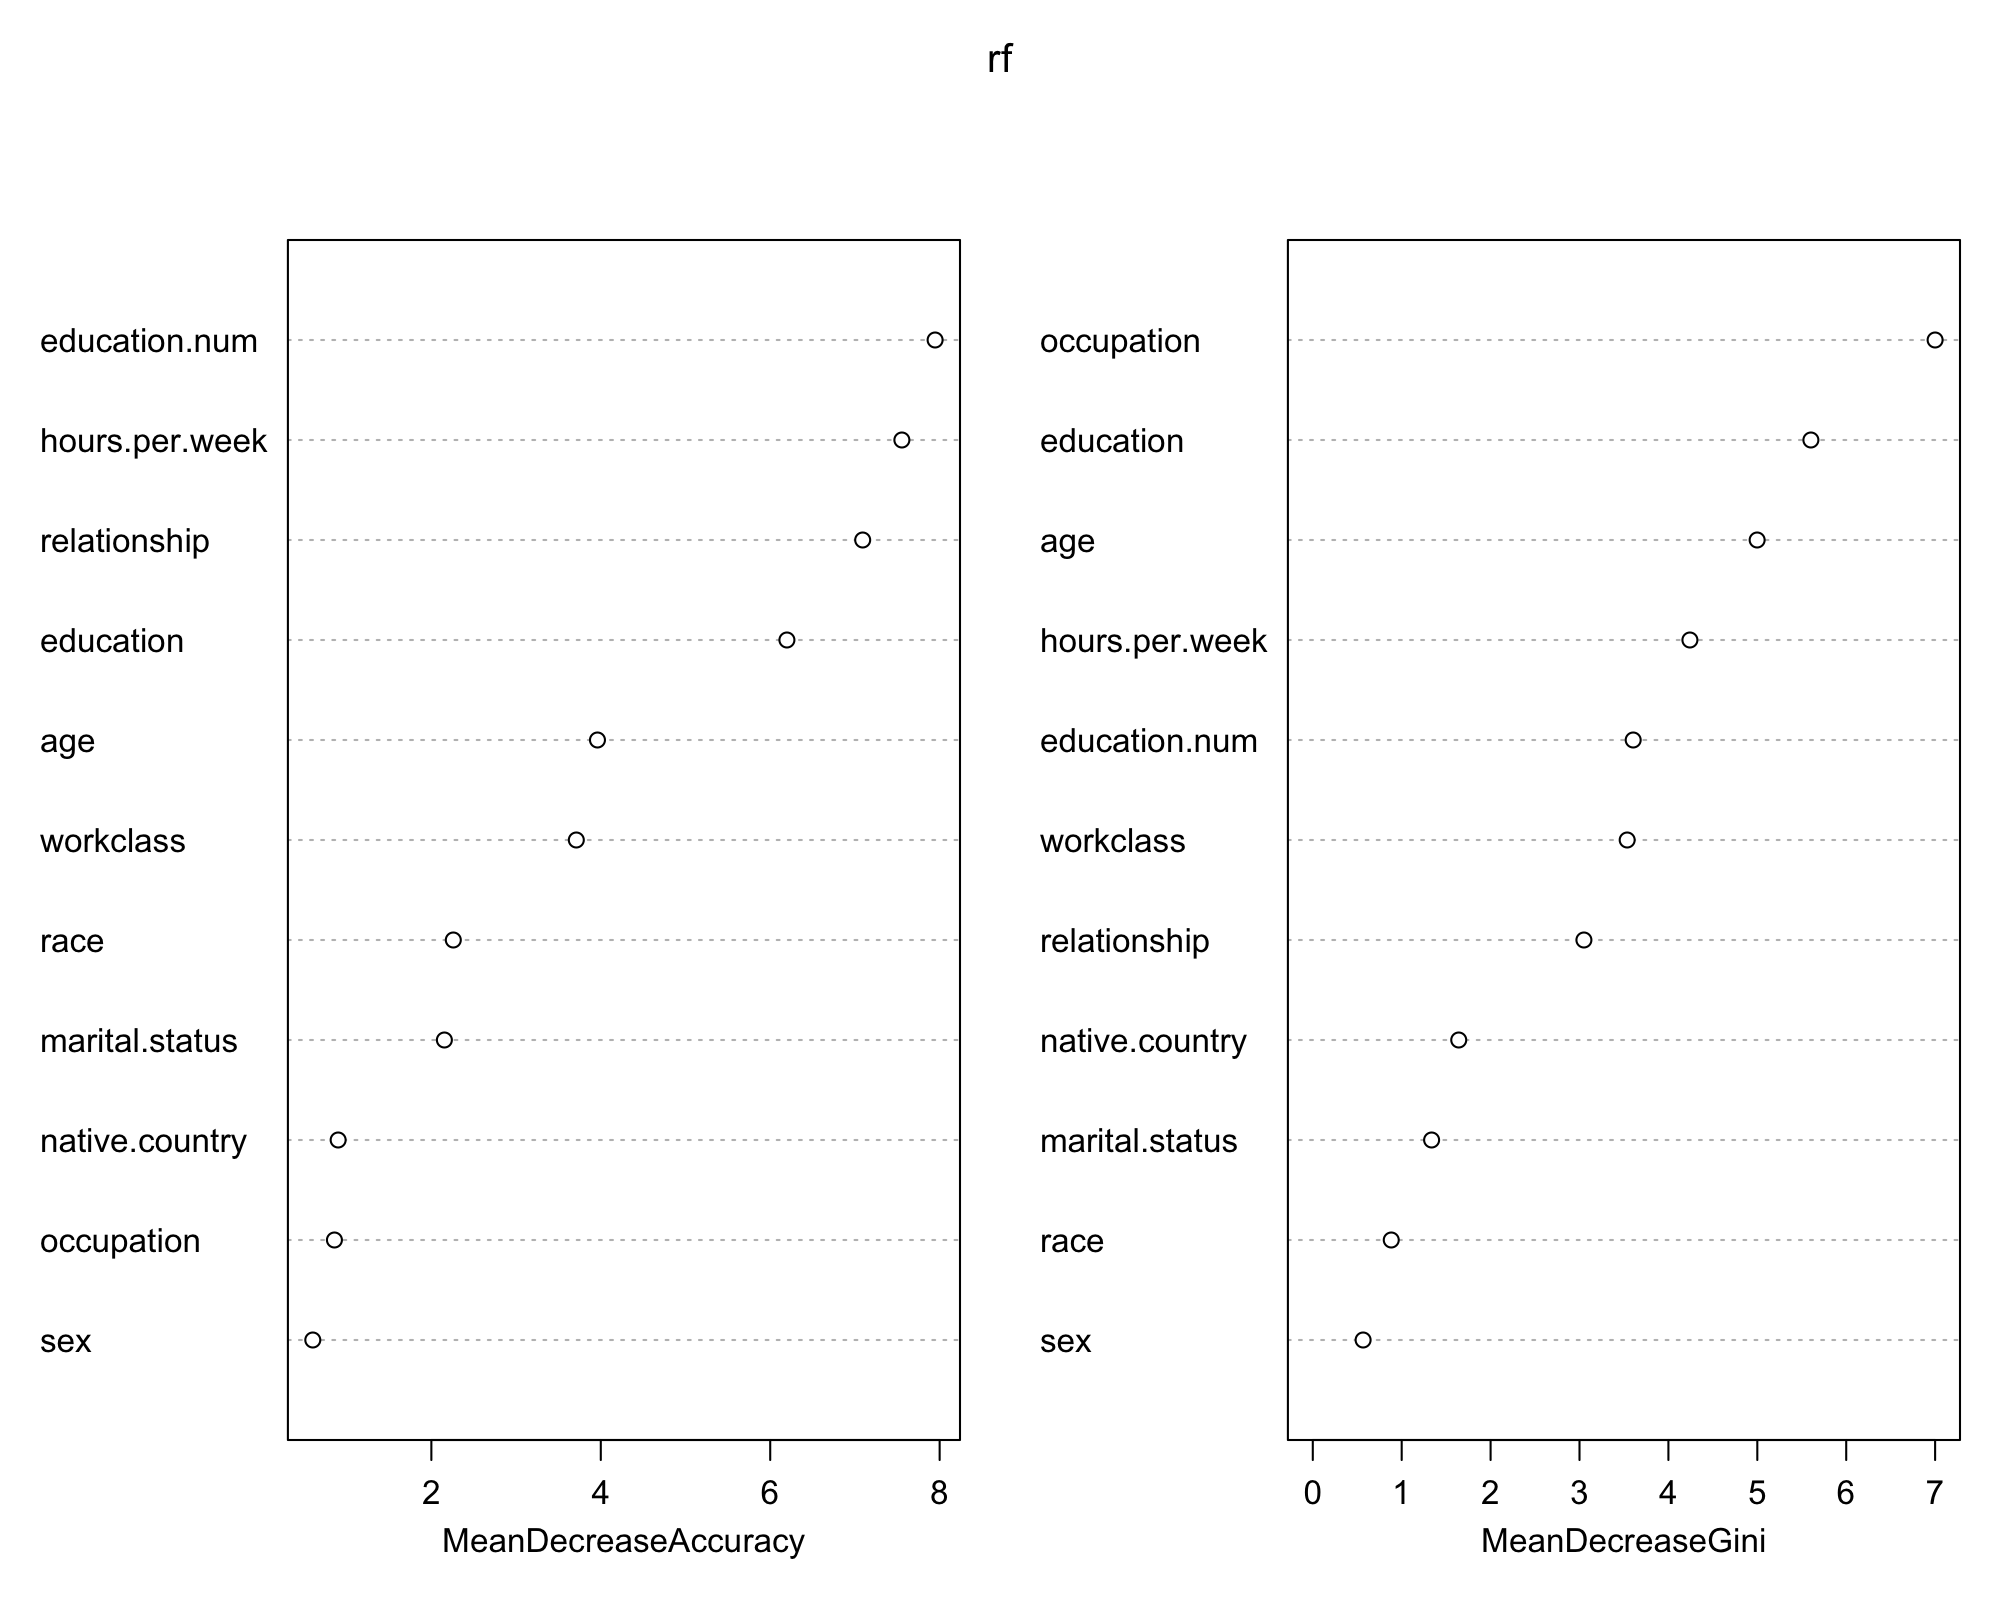 rf
education.num
hours.per.week
relationship
education
age
workclass
race
marital.status
native.country
occupation
sex
2 4 6 8
MeanDecreaseAccuracy
occupation
education
age
hours.per.week
education.num
workclass
relationship
native.country
marital.status
race
sex
0 1 2 3 4 5 6 7
MeanDecreaseGini